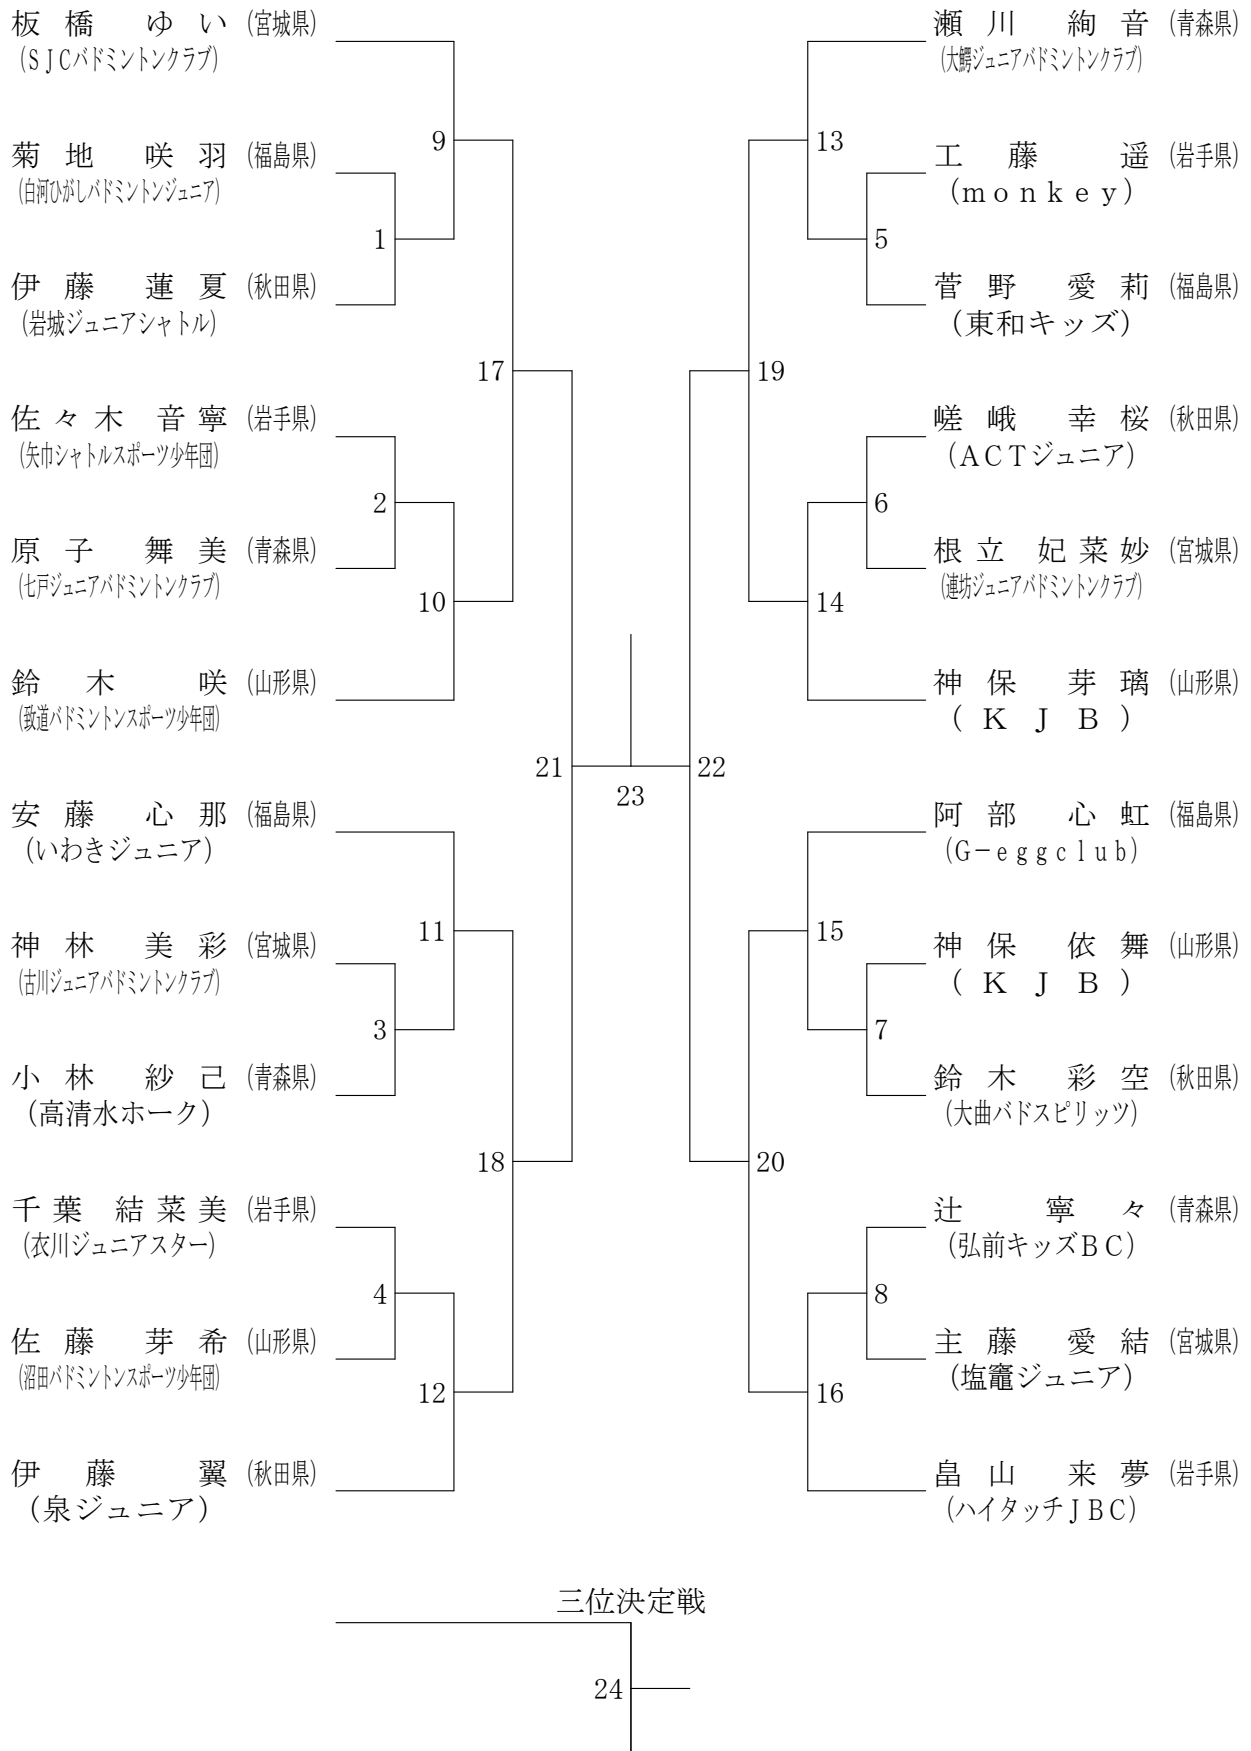 板橋 ゆい (宮城県)
(SJCバドミントンクラブ)
9
菊地 咲羽 (福島県)
(白河ひがしバドミントンジュニア)
1
伊藤 蓮夏 (秋田県)
(岩城ジュニアシャトル)
17
佐々木 音寧 (岩手県)
(矢巾シャトルスポーツ少年団)
2
原子 舞美 (青森県)
(七戸ジュニアバドミントンクラブ)
10
鈴木 咲 (山形県)
(致道バドミントンスポーツ少年団)
21
安藤 心那 (福島県)
(いわきジュニア)
11
神林 美彩 (宮城県)
(古川ジュニアバドミントンクラブ)
3
小林 紗己 (青森県)
(高清水ホーク)
18
千葉 結菜美 (岩手県)
(衣川ジュニアスター)
4
佐藤 芽希 (山形県)
(沼田バドミントンスポーツ少年団)
12
伊藤 翼 (秋田県)
(泉ジュニア)
23
瀬川 絢音 (青森県)
(大鰐ジュニアバドミントンクラブ)
13
工藤 遥 (岩手県)
(monkey)
5
菅野 愛莉 (福島県)
(東和キッズ)
19
嵯峨 幸桜 (秋田県)
(ACTジュニア)
6
根立 妃菜妙 (宮城県)
(連坊ジュニアバドミントンクラブ)
14
神保 芽璃 (山形県)
(KJB)
22
阿部 心虹 (福島県)
(G−eggclub)
15
神保 依舞 (山形県)
(KJB)
7
鈴木 彩空 (秋田県)
(大曲バドスピリッツ)
20
辻 寧々 (青森県)
(弘前キッズBC)
8
主藤 愛結 (宮城県)
(塩竈ジュニア)
16
畠山 来夢 (岩手県)
(ハイタッチJBC)
三位決定戦
24